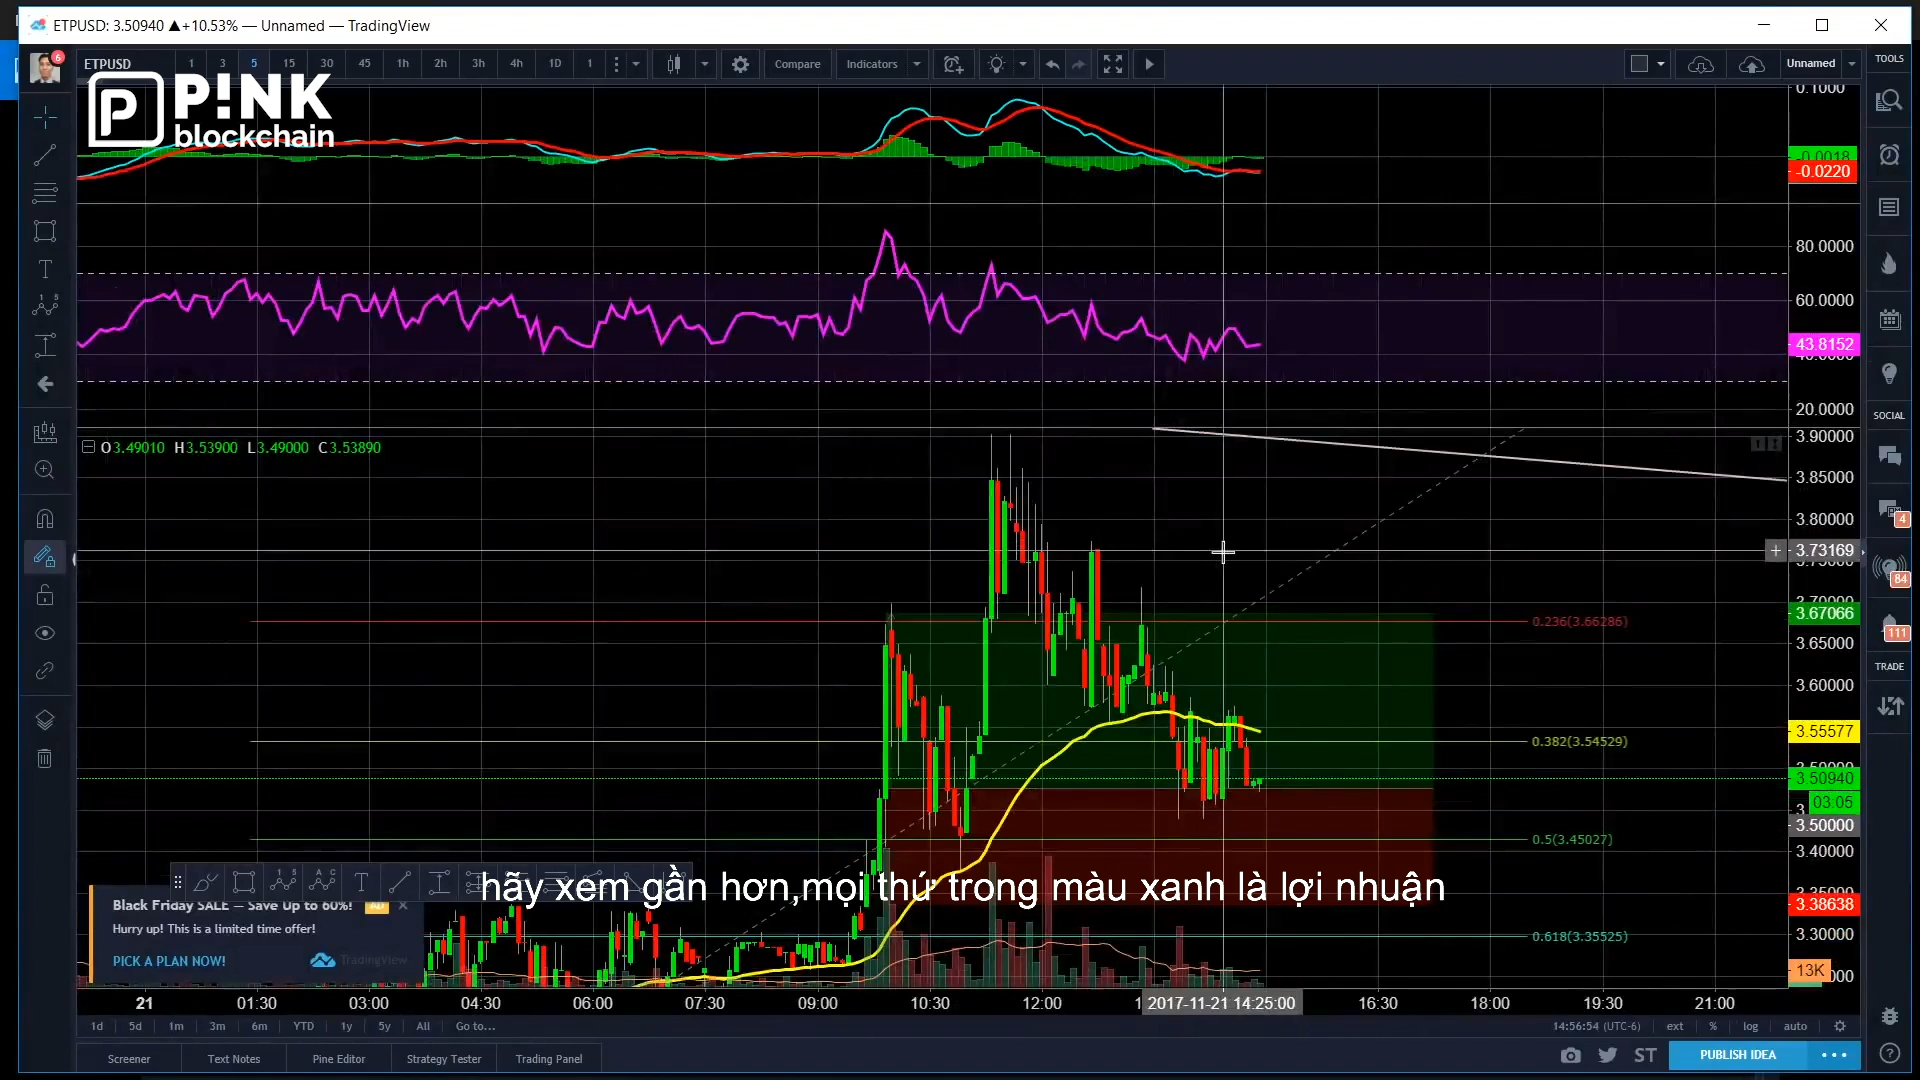 ETPUSD: 3.50940 ▲+10.53% — Unnamed — TradingView
6
ETPUSD 1 3 5 15 30 45 1h 2h 3h 4h 1D 1 Compare Indicators Unnamed TOOLS
P!NK
blockchain
0.1000
-0.0018
-0.0220
80.0000
60.0000
43.8152
20.0000
SOCIAL
O3.49010 H3.53900 L3.49000 C3.53890
3.90000
3.85000
3.80000
4
3.73169
84
3.67066
0.236(3.66286)
111
3.65000
TRADE
3.60000
3.55577
0.382(3.54529)
3.50940
03:05
3.50000
0.5(3.45027)
3.40000
hãy xem gần hơn,mọi thứ trong màu xanh là lợi nhuận
3.38638
Black Friday SALE — Save Up to 60%! AD
Hurry up! This is a limited time offer!
PICK A PLAN NOW! TradingView
0.618(3.35525)
3.30000
13K
21 01:30 03:00 04:30 06:00 07:30 09:00 10:30 12:00 2017-11-21 14:25:00 16:30 18:00 19:30 21:00
1d 5d 1m 3m 6m YTD 1y 5y All Go to... 14:56:54 (UTC-6) ext % log auto
Screener Text Notes Pine Editor Strategy Tester Trading Panel ST PUBLISH IDEA